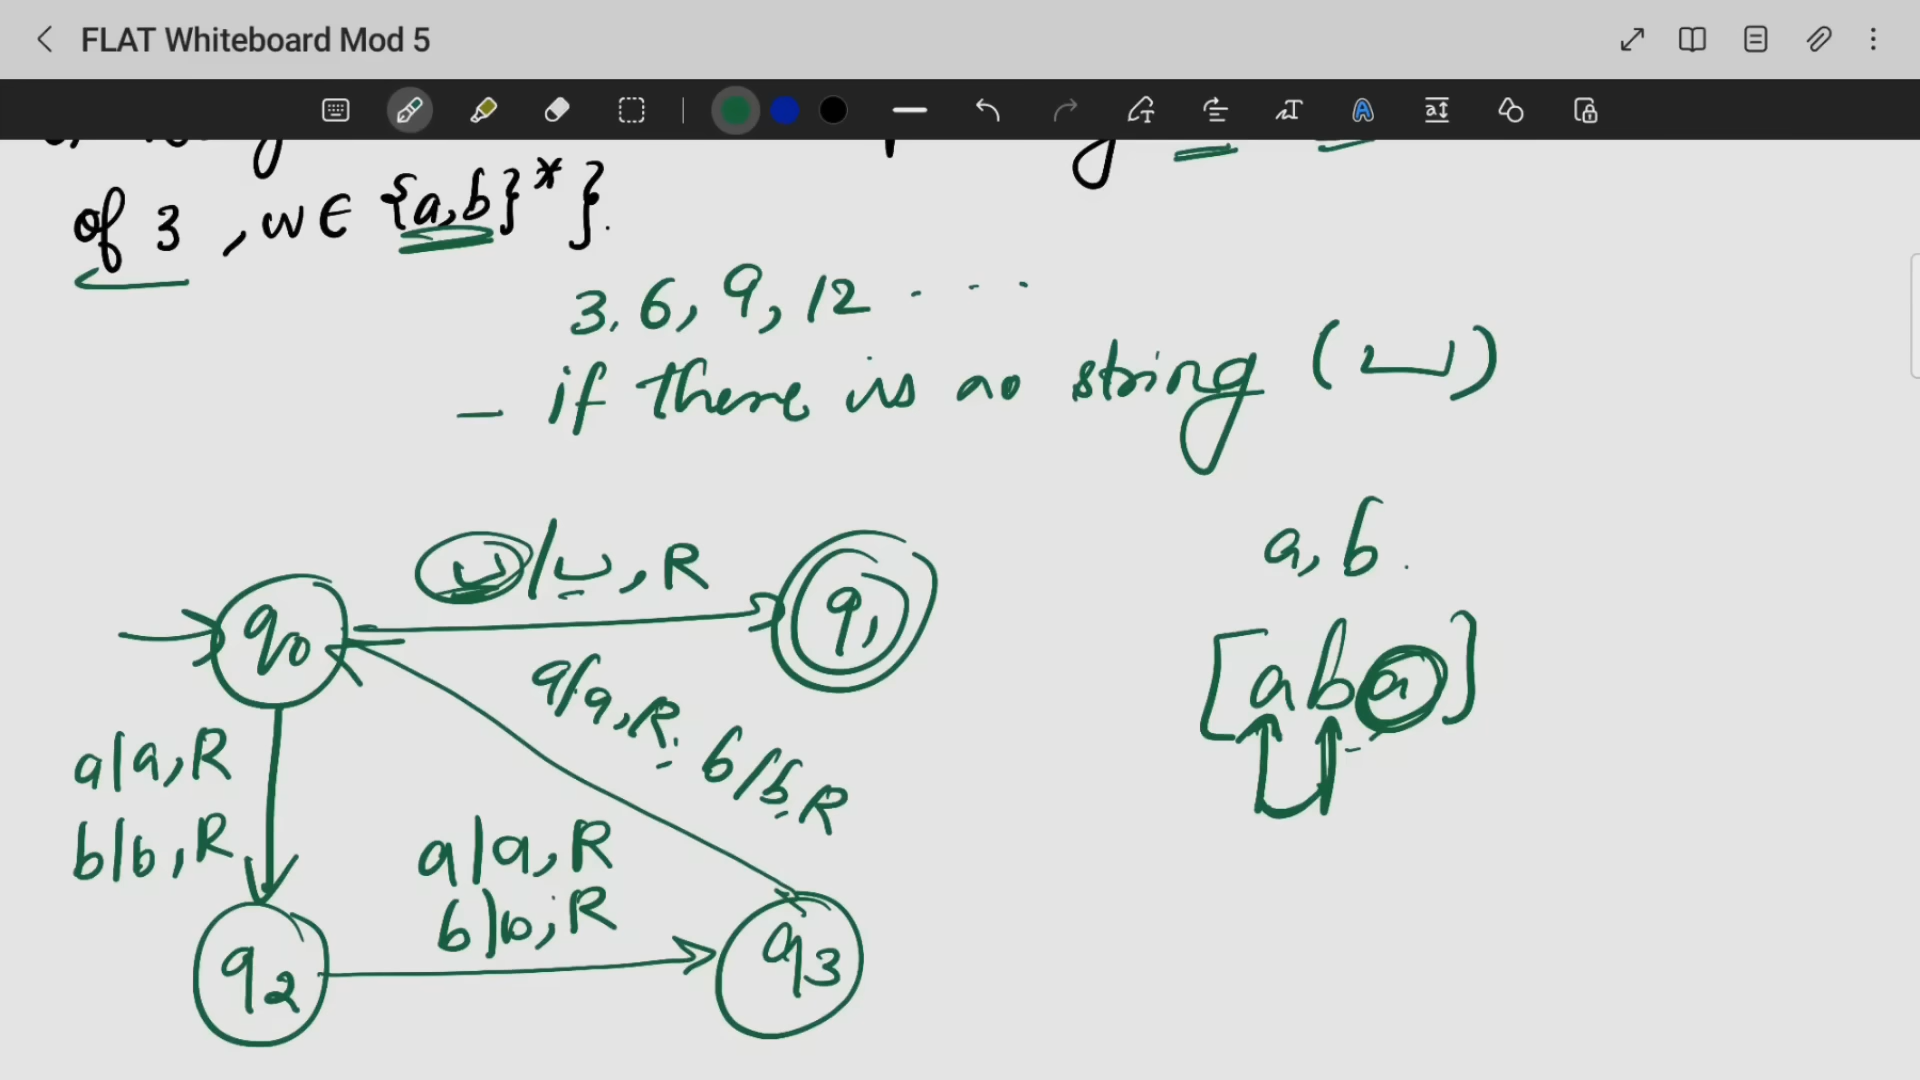 FLAT Whiteboard Mod 5
of 3 , w ∈ {a,b}* }.
3, 6, 9, 12 . . .
– if there is no string (⊔)
a, b.
⊔/⊔, R
q0
q1
a/a, R
b/b, R
[aba]
a|a, R
b|b, R
a|a, R
b|b, R
q2
q3